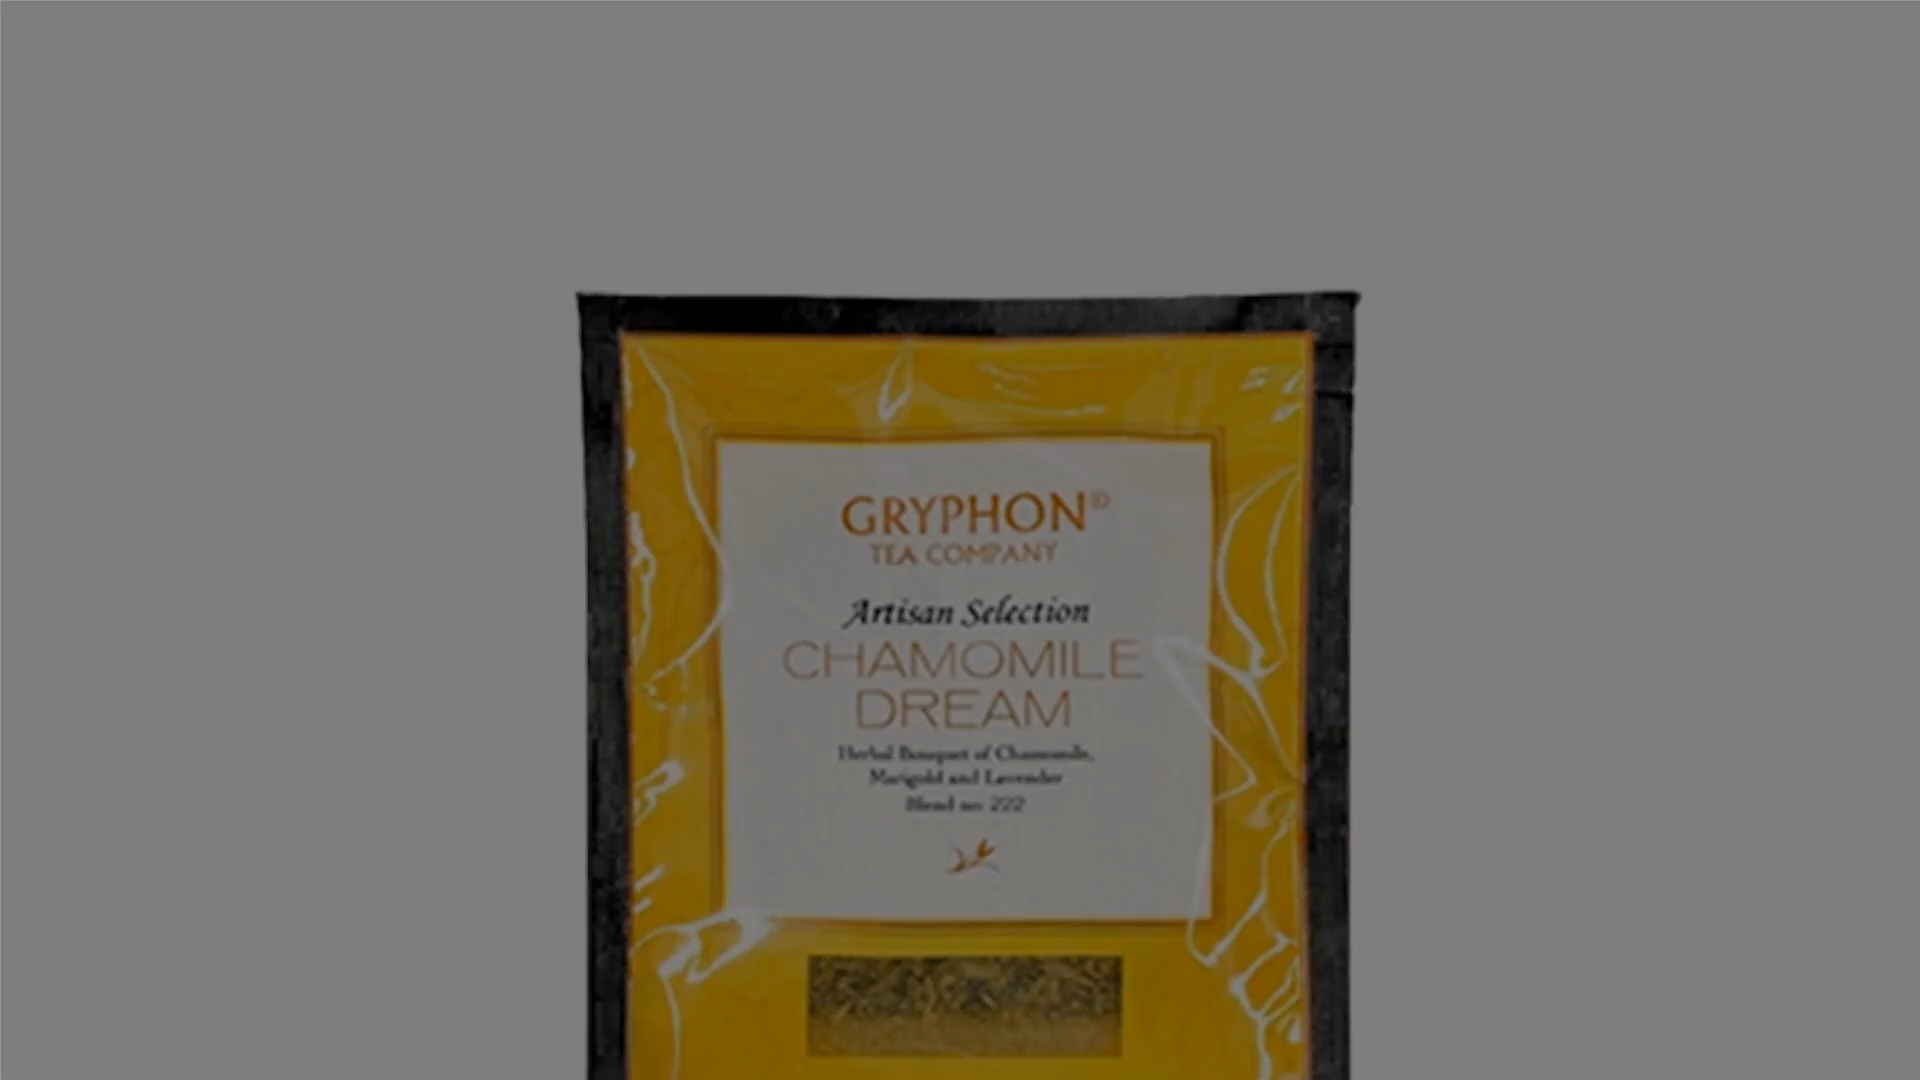 GRYPHON®
TEA COMPANY
Artisan Selection
CHAMOMILE
DREAM
Herbal Bouquet of Chamomile,
Marigold and Lavender
Blend no 222